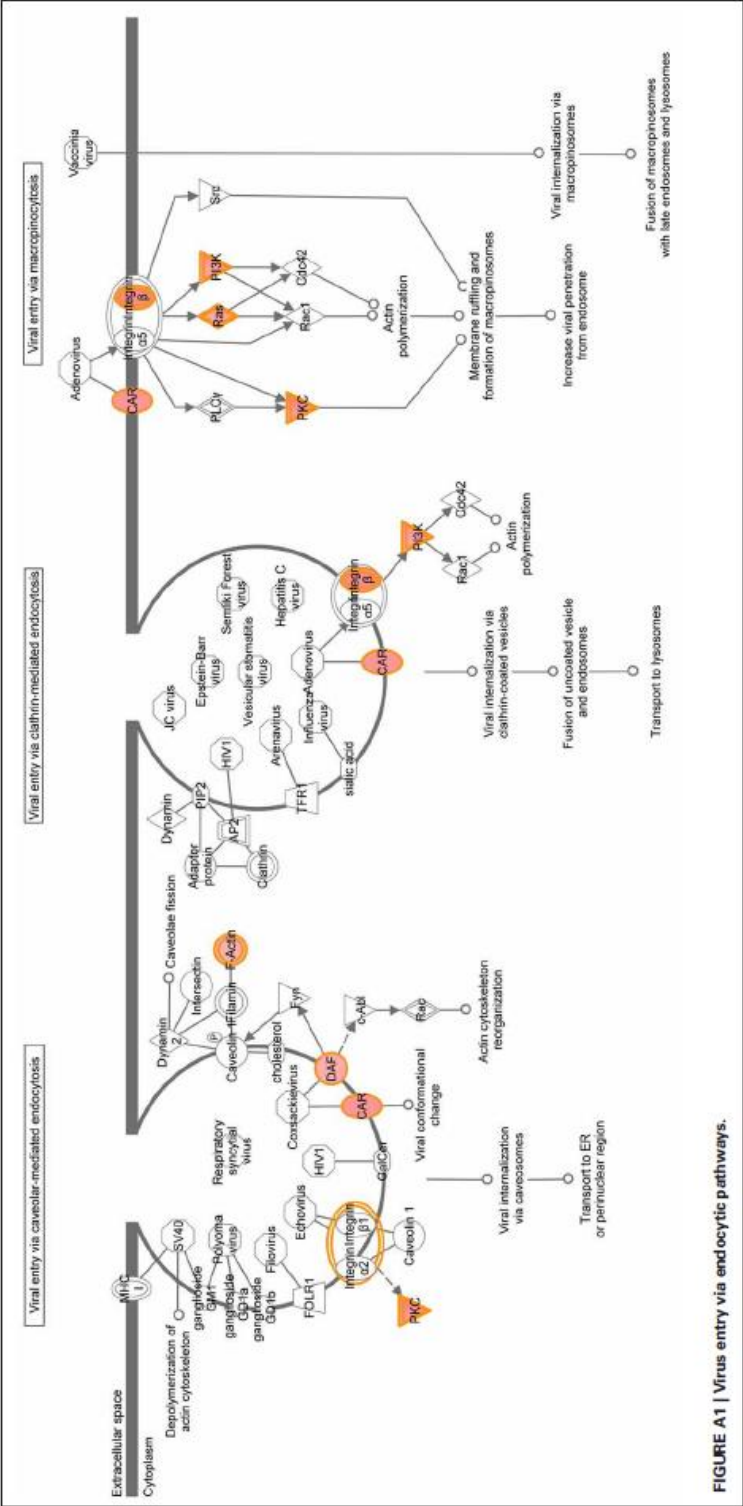 Viral entry via caveolar-mediated endocytosis
Viral entry via clathrin-mediated endocytosis
Viral entry via macropinocytosis
Extracellular space
Cytoplasm
MHC
I
SV40
Depolymerization of
actin cytoskeleton
Polyoma
virus
ganglioside
GM1
ganglioside
GD1a
ganglioside
GD1b
Filovirus
FOLR1
Echovirus
Integrin
α2
Integrin
β1
Caveolin 1
PKC
Respiratory
syncytial
virus
HIV1
GalCer
Coxsackievirus
CAR
DAF
Viral conformational
change
Dynamin
2
Caveolae fission
Intersectin
Filamin
F-Actin
P
Caveolin 1
cholesterol
Fyn
c-Abl
Rac
Actin cytoskeleton
reorganization
Viral internalization
via caveosomes
Transport to ER
or perinuclear region
Dynamin
PIP2
Adaptor
protein
AP2
Clathrin
HIV1
JC virus
Epstein-Barr
virus
Semliki Forest
virus
Vesicular stomatitis
virus
Hepatitis C
virus
Arenavirus
TFR1
Influenza
virus
sialic acid
Adenovirus
CAR
Integrin
α5
Integrin
β
PI3K
Rac1
Cdc42
Actin
polymerization
Viral internalization via
clathrin-coated vesicles
Fusion of uncoated vesicle
and endosomes
Transport to lysosomes
Adenovirus
CAR
Integrin
α5
Integrin
β
Vaccinia
virus
PLCγ
PKC
Ras
PI3K
Src
Rac1
Cdc42
Actin
polymerization
Membrane ruffling and
formation of macropinosomes
Increase viral penetration
from endosome
Viral internalization via
macropinosomes
Fusion of macropinosomes
with late endosomes and lysosomes
FIGURE A1 | Virus entry via endocytic pathways.